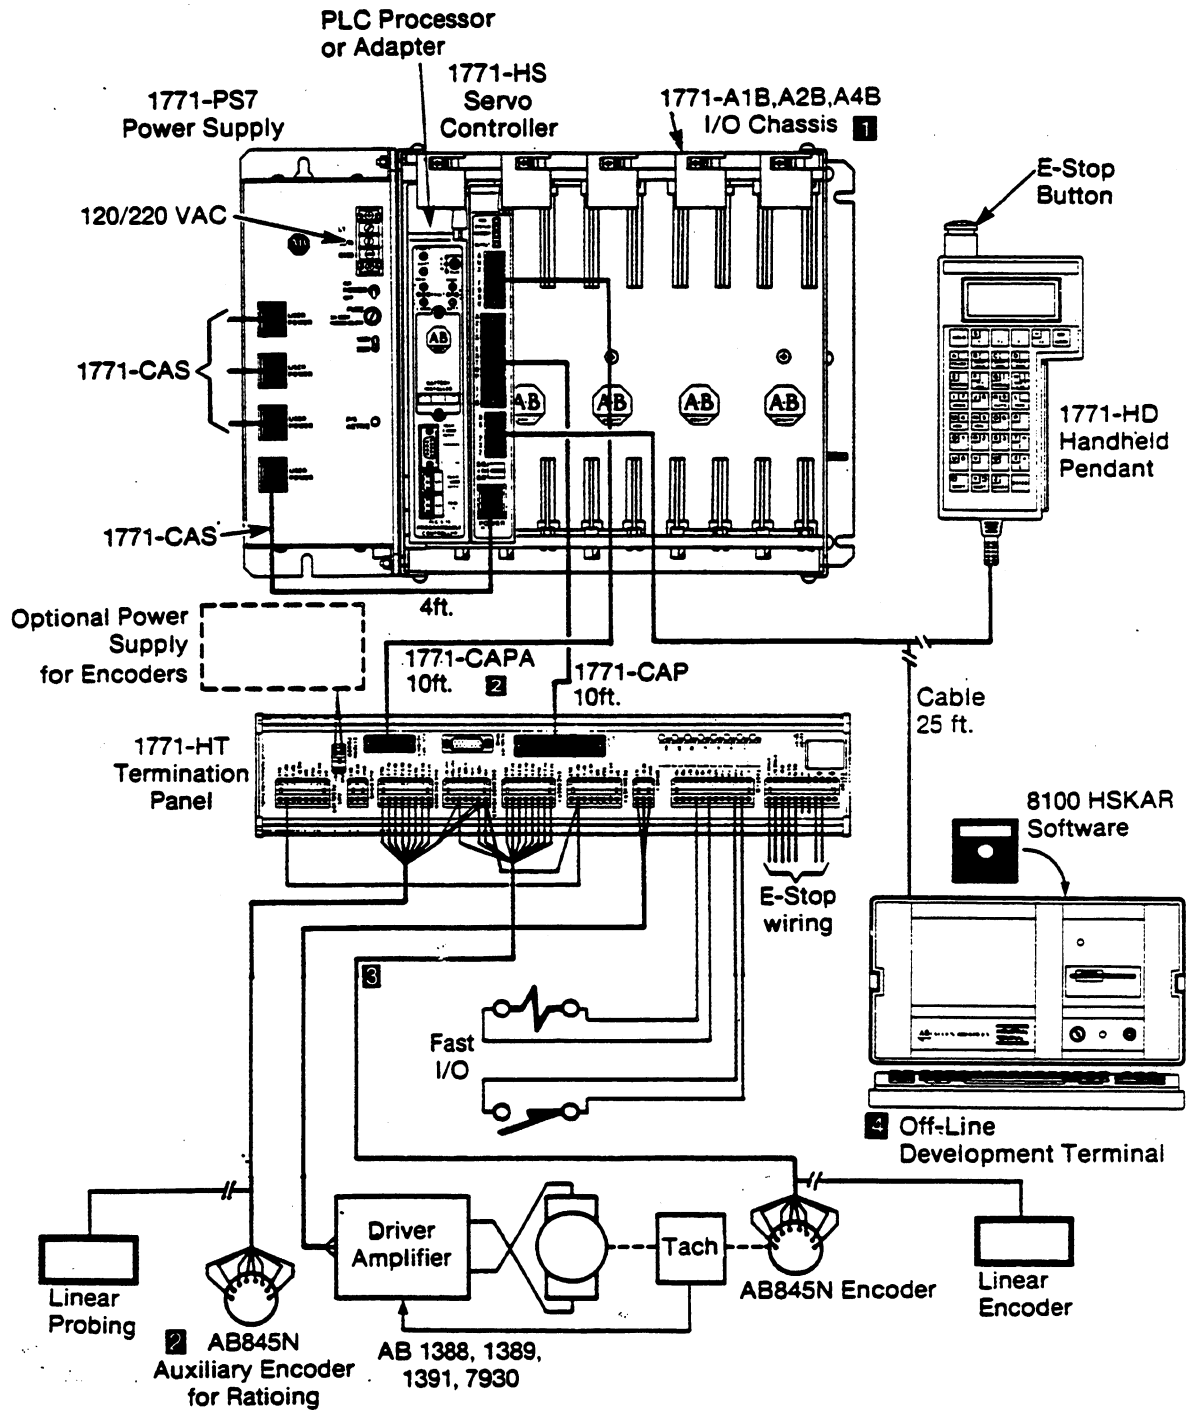 PLC Processor
or Adapter
1771-HS
Servo
Controller
1771-PS7
Power Supply
1771-A1B,A2B,A4B
I/O Chassis 1
E-Stop
Button
120/220 VAC
1771-CAS
AB
A-B
A-B
A-B
A-B
1771-HD
Handheld
Pendant
1771-CAS
4ft.
Optional Power
Supply
for Encoders
1771-CAPA
10ft. 2
1771-CAP
10ft.
Cable
25 ft.
1771-HT
Termination
Panel
8100 HSKAR
Software
E-Stop
wiring
3
Fast
I/O
4 Off-Line
Development Terminal
Driver
Amplifier
Tach
AB845N Encoder
Linear
Encoder
Linear
Probing
2 AB845N
Auxiliary Encoder
for Ratioing
AB 1388, 1389,
1391, 7930